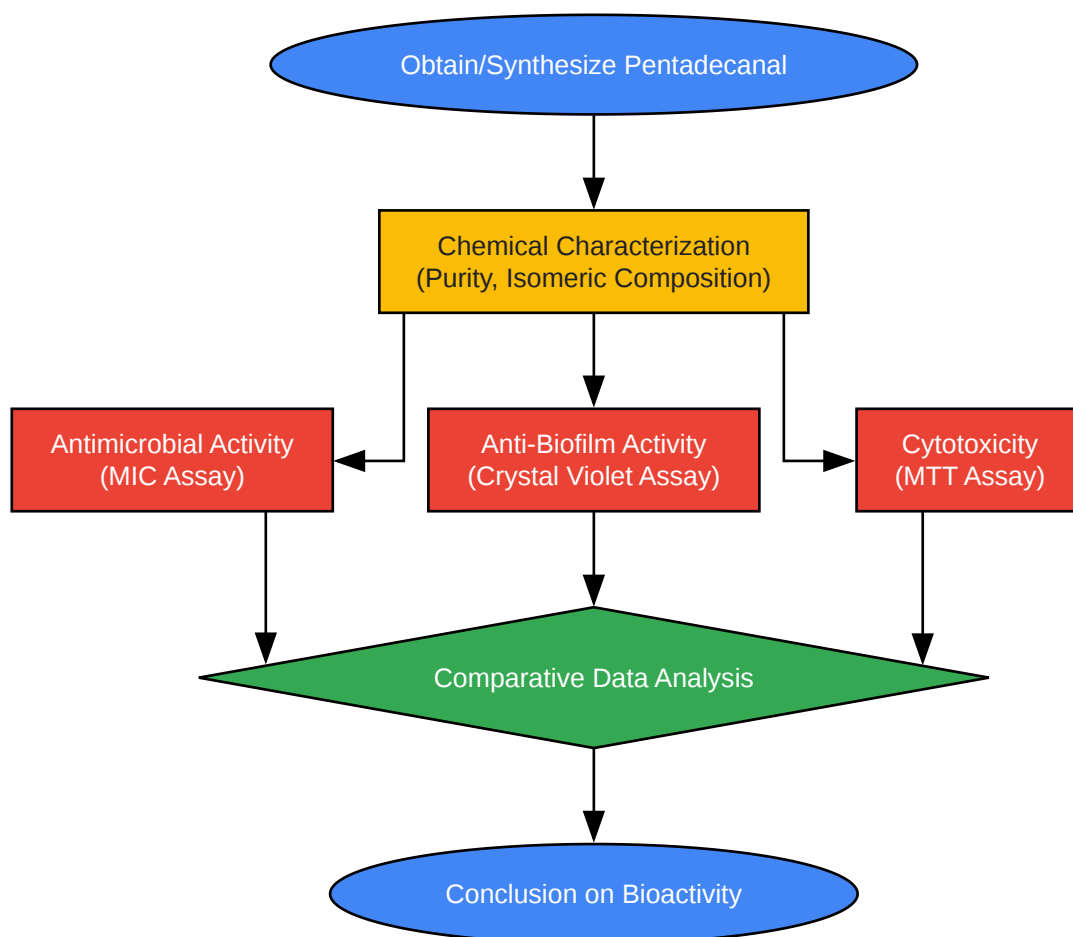 Obtain/Synthesize Pentadecanal
Chemical Characterization
(Purity, Isomeric Composition)
Antimicrobial Activity
(MIC Assay)
Anti-Biofilm Activity
(Crystal Violet Assay)
Cytotoxicity
(MTT Assay)
Comparative Data Analysis
Conclusion on Bioactivity